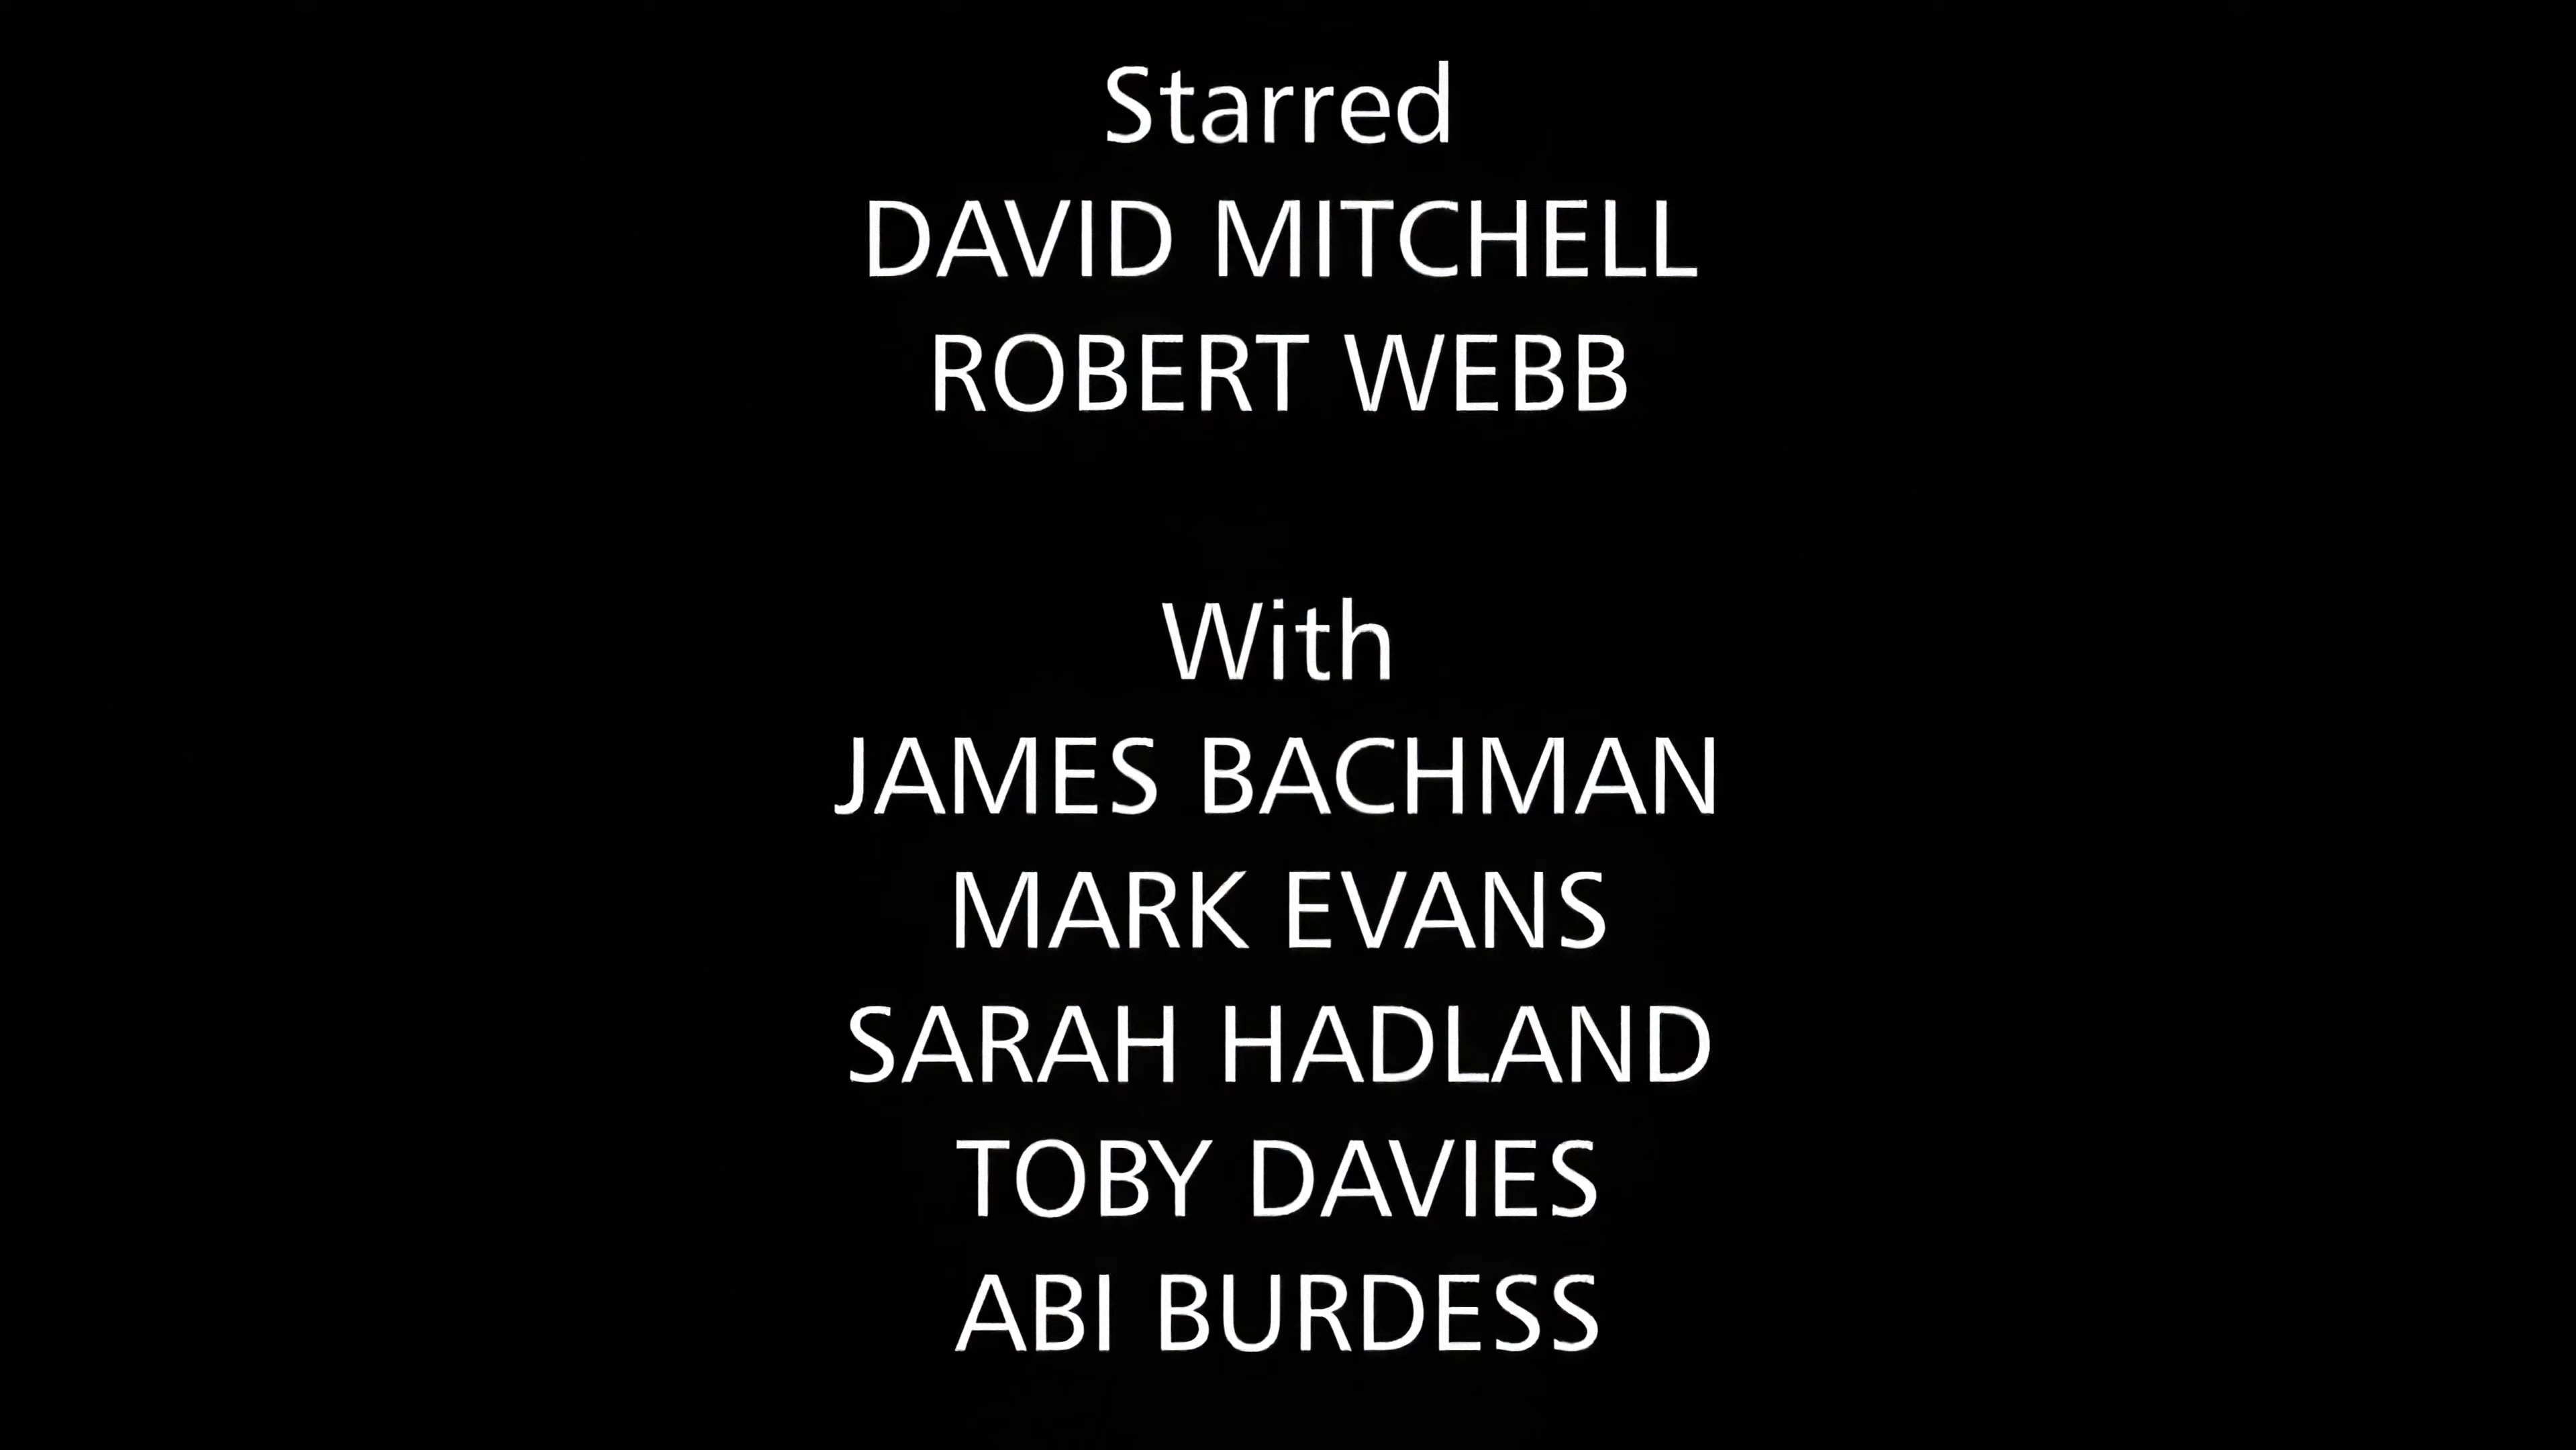 Starred
DAVID MITCHELL
ROBERT WEBB
With
JAMES BACHMAN
MARK EVANS
SARAH HADLAND
TOBY DAVIES
ABI BURDESS